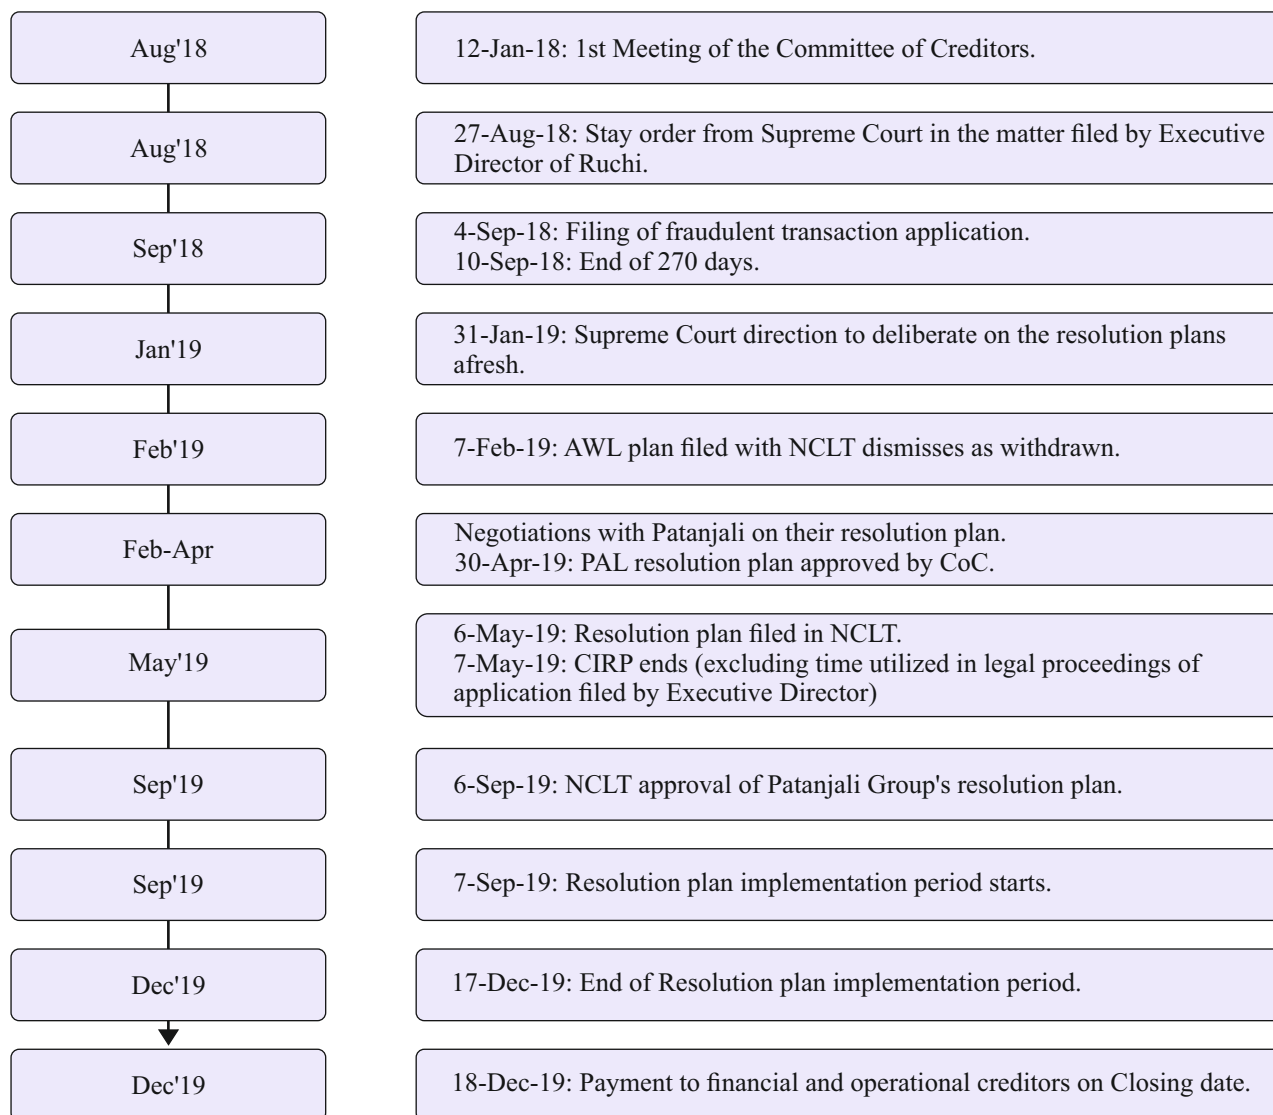 Aug'18
12-Jan-18: 1st Meeting of the Committee of Creditors.
Aug'18
27-Aug-18: Stay order from Supreme Court in the matter filed by Executive
Director of Ruchi.
Sep'18
4-Sep-18: Filing of fraudulent transaction application.
10-Sep-18: End of 270 days.
Jan'19
31-Jan-19: Supreme Court direction to deliberate on the resolution plans
afresh.
Feb'19
7-Feb-19: AWL plan filed with NCLT dismisses as withdrawn.
Feb-Apr
Negotiations with Patanjali on their resolution plan.
30-Apr-19: PAL resolution plan approved by CoC.
May'19
6-May-19: Resolution plan filed in NCLT.
7-May-19: CIRP ends (excluding time utilized in legal proceedings of
application filed by Executive Director)
Sep'19
6-Sep-19: NCLT approval of Patanjali Group's resolution plan.
Sep'19
7-Sep-19: Resolution plan implementation period starts.
Dec'19
17-Dec-19: End of Resolution plan implementation period.
Dec'19
18-Dec-19: Payment to financial and operational creditors on Closing date.